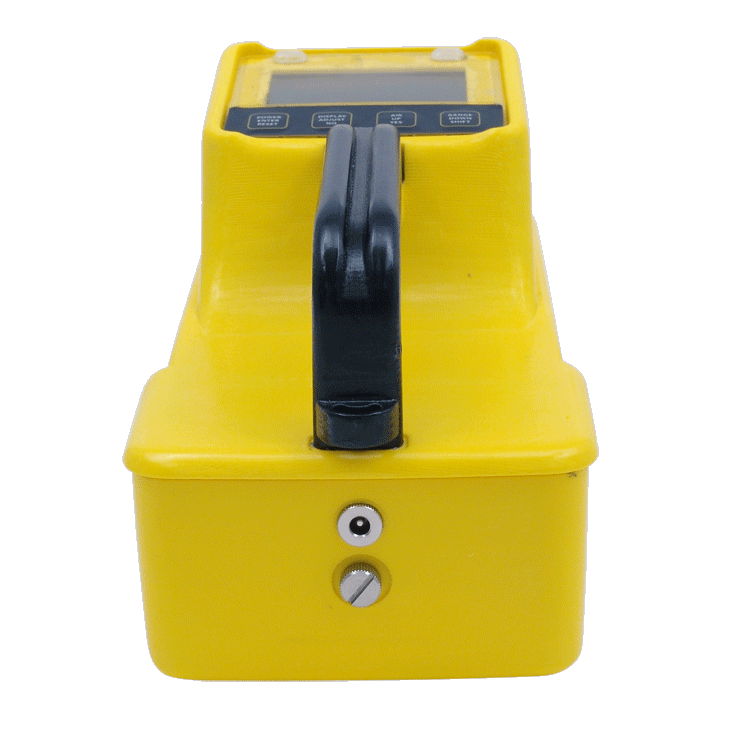 POWER
ENTER
RESET
DISPLAY
ADJUST
NO
AIR
UP
YES
RANGE
DOWN
SHIFT